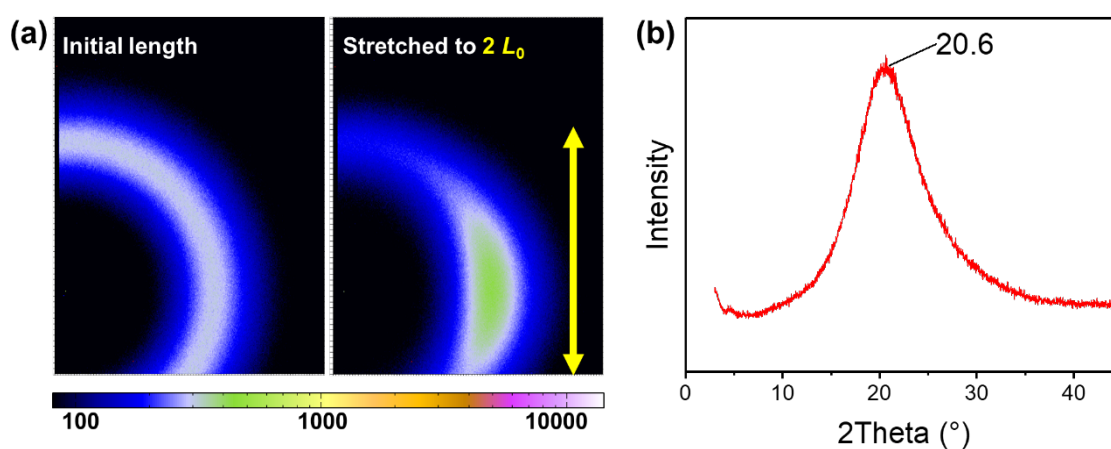 (a)
Initial length
Stretched to 2 L₀
100
1000
10000
(b)
20.6
Intensity
0
10
20
30
40
2Theta (°)